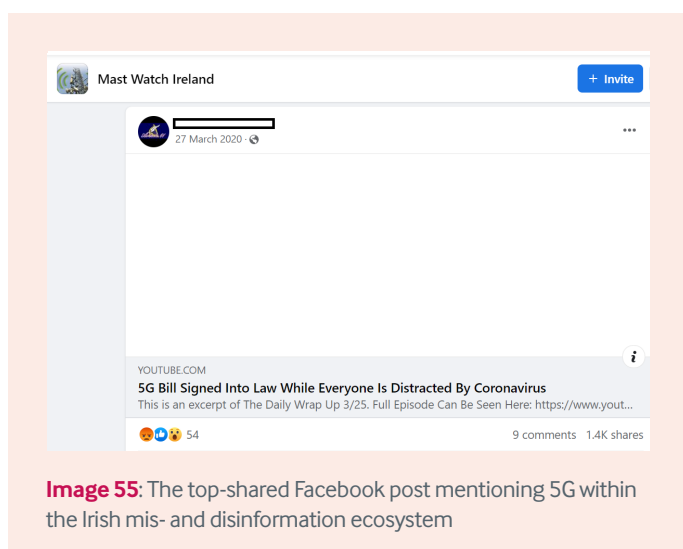 Mast Watch Ireland
+ Invite
27 March 2020 ·
YOUTUBE.COM
5G Bill Signed Into Law While Everyone Is Distracted By Coronavirus
This is an excerpt of The Daily Wrap Up 3/25. Full Episode Can Be Seen Here: https://www.yout...
54
9 comments 1.4K shares
Image 55: The top-shared Facebook post mentioning 5G within
the Irish mis- and disinformation ecosystem